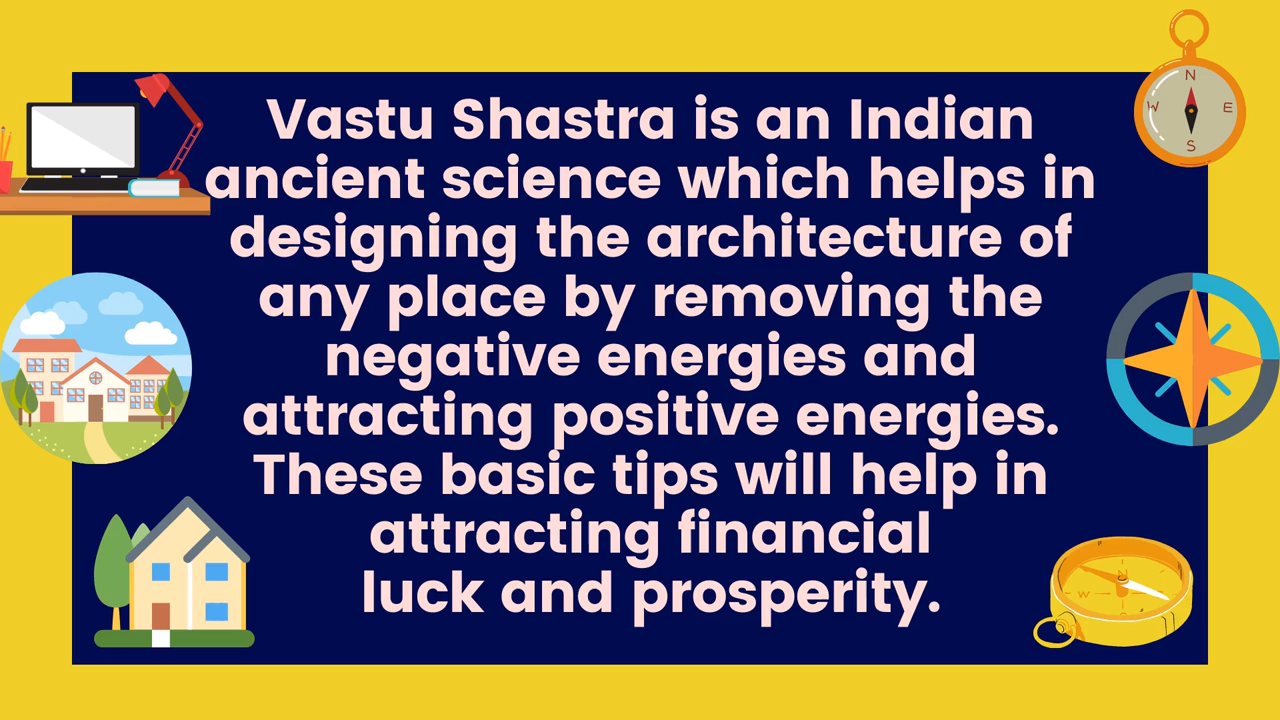 Vastu Shastra is an Indian
ancient science which helps in
designing the architecture of
any place by removing the
negative energies and
attracting positive energies.
These basic tips will help in
attracting financial
luck and prosperity.
N
W E
S
N
W